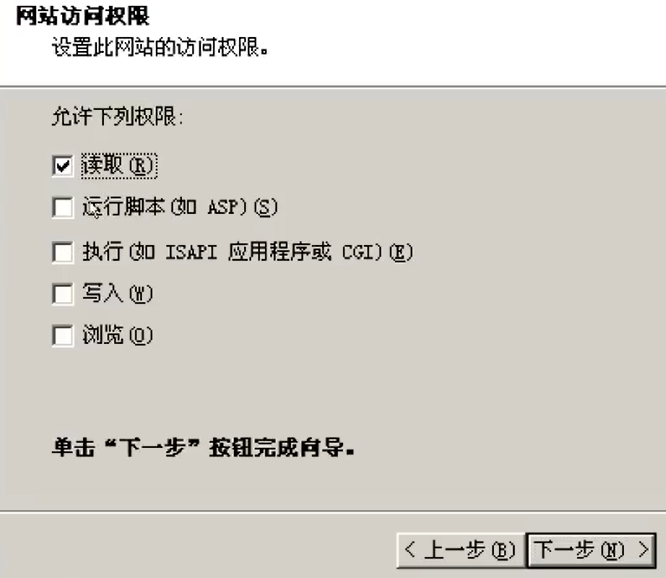 网站访问权限
设置此网站的访问权限。
允许下列权限:
读取(R)
运行脚本(如 ASP)(S)
执行(如 ISAPI 应用程序或 CGI)(E)
写入(W)
浏览(O)
单击“下一步”按钮完成向导。
< 上一步(B) 下一步(N) >